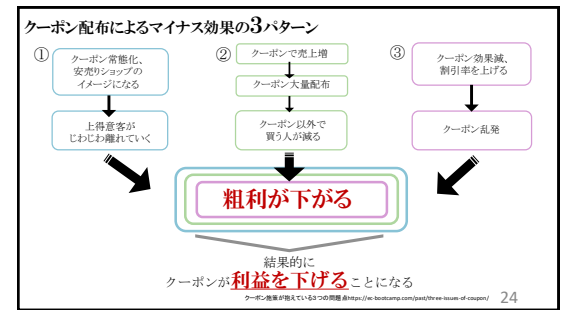 クーポン配布によるマイナス効果の3パターン
①
クーポン常態化、
安売りショップの
イメージになる
上得意客が
じわじわ離れていく
②
クーポンで売上増
クーポン大量配布
クーポン以外で
買う人が減る
③
クーポン効果減、
割引率を上げる
クーポン乱発
粗利が下がる
結果的に
クーポンが利益を下げることになる
クーポン施策が抱えている3つの問題点https://ec-bootcamp.com/past/three-issues-of-coupon/
24